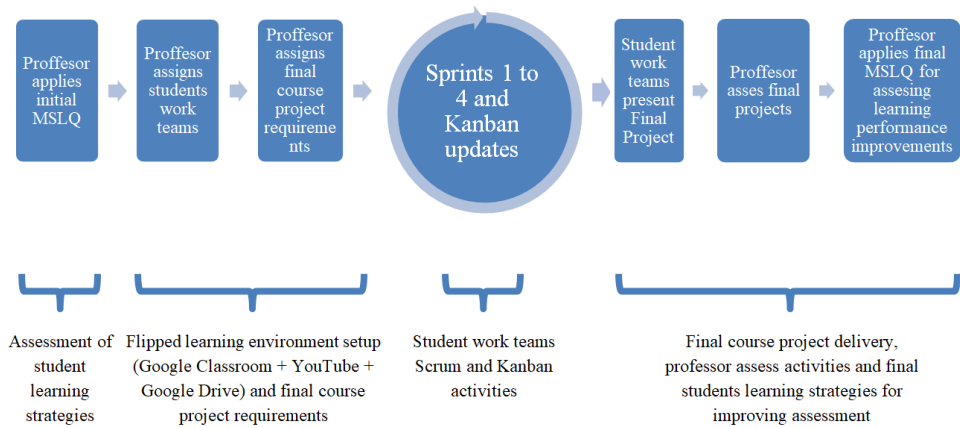 Proffesor
applies
initial
MSLQ
Proffesor
assigns
students
work
teams
Proffesor
assigns
final
course
project
requireme
nts
Sprints 1 to
4 and
Kanban
updates
Student
work
teams
present
Final
Project
Proffesor
asses final
projects
Proffesor
applies final
MSLQ for
assesing
learning
performance
improvements
Assessment of
student
learning
strategies
Flipped learning environment setup
(Google Classroom + YouTube +
Google Drive) and final course
project requirements
Student work teams
Scrum and Kanban
activities
Final course project delivery,
professor assess activities and final
students learning strategies for
improving assessment